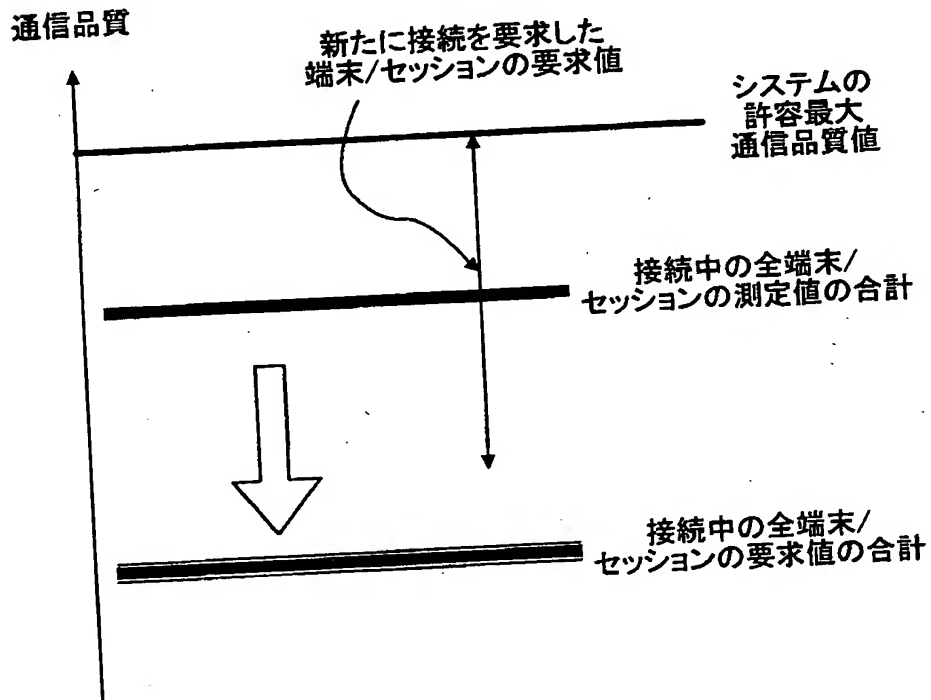 通信品質
新たに接続を要求した
端末/セッションの要求値
システムの
許容最大
通信品質値
接続中の全端末/
セッションの測定値の合計
接続中の全端末/
セッションの要求値の合計